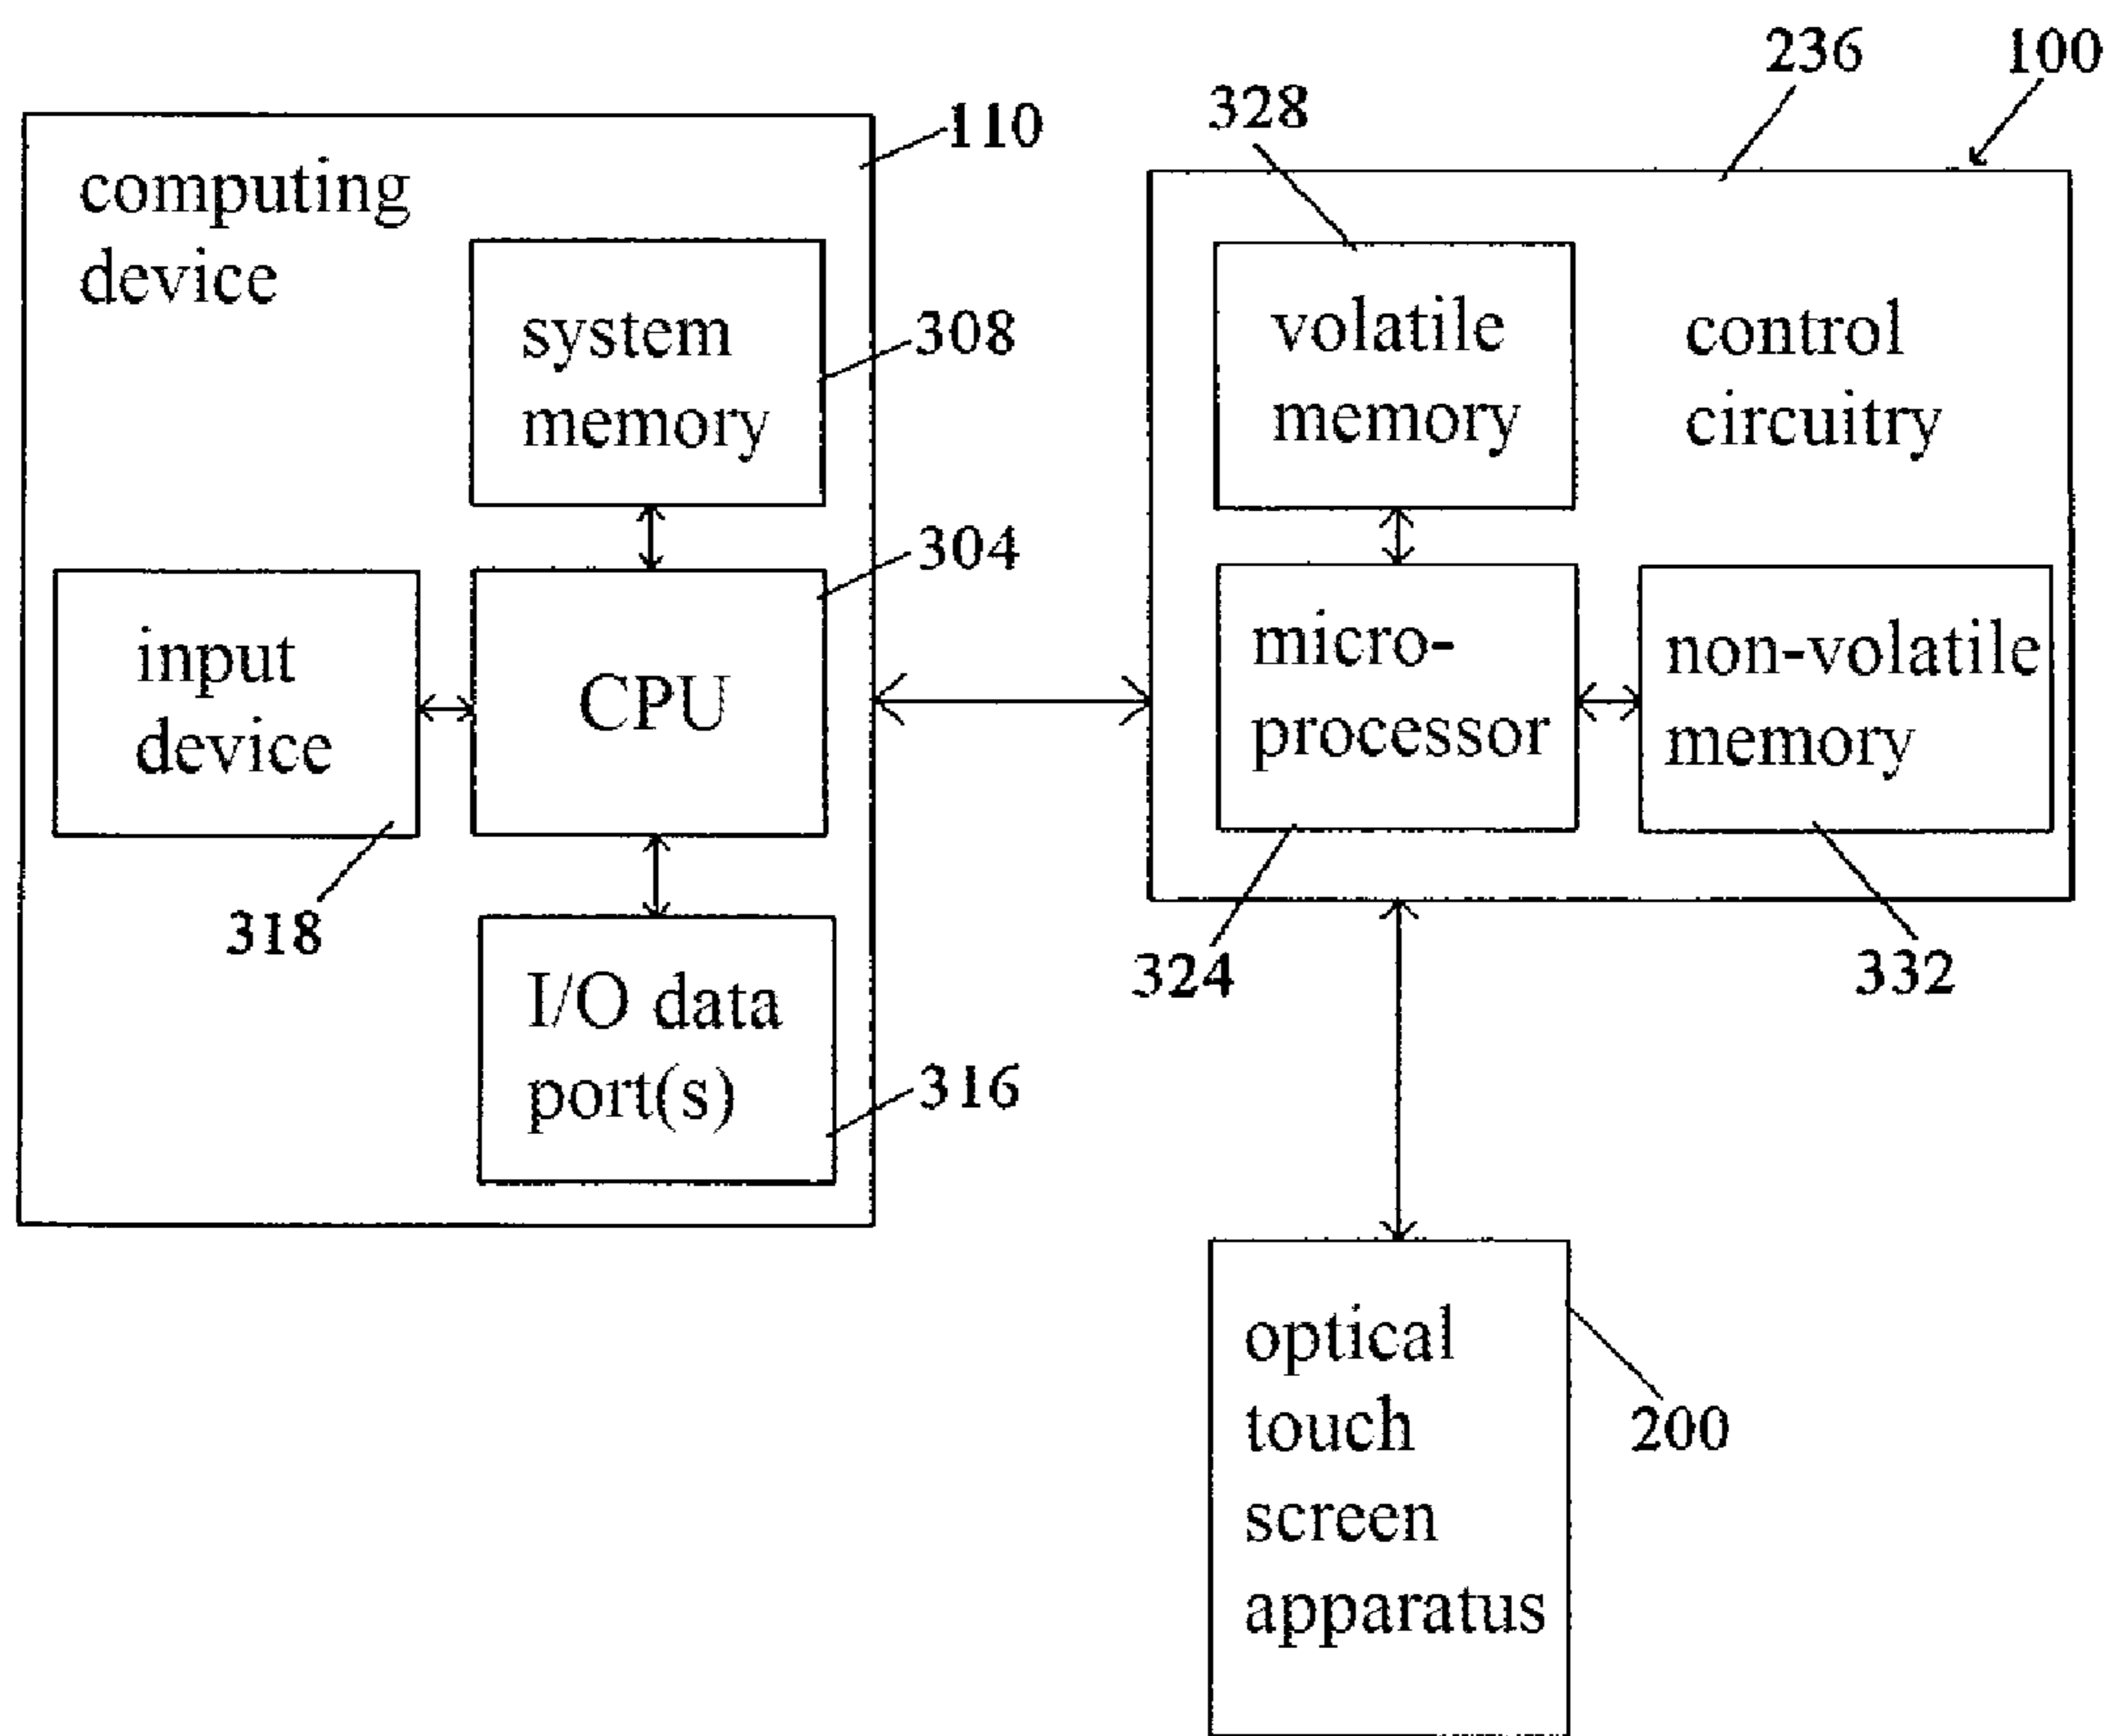 236
100
110
328
computing
device
system
memory
308
volatile
memory
control
circuitry
304
input
device
CPU
micro-
processor
non-volatile
memory
318
324
332
I/O data
port(s)
316
optical
touch
screen
apparatus
200